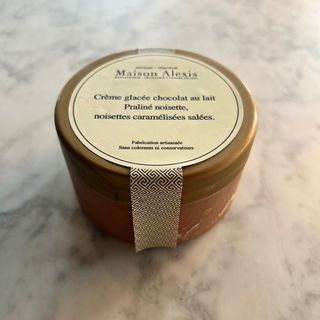 Maison Alexis
Crème glacée chocolat au lait
Praliné noisette,
noisettes caramélisées salées.
Fabrication artisanale
Sans colorants ni conservateurs